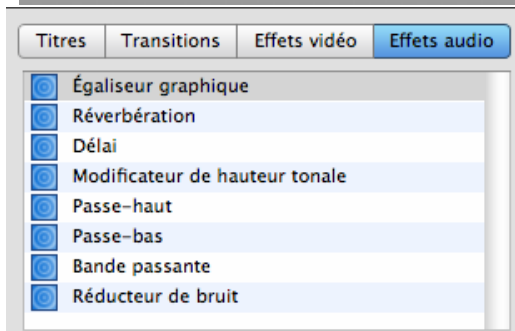 Titres Transitions Effets vidéo Effets audio
Égaliseur graphique
Réverbération
Délai
Modificateur de hauteur tonale
Passe-haut
Passe-bas
Bande passante
Réducteur de bruit